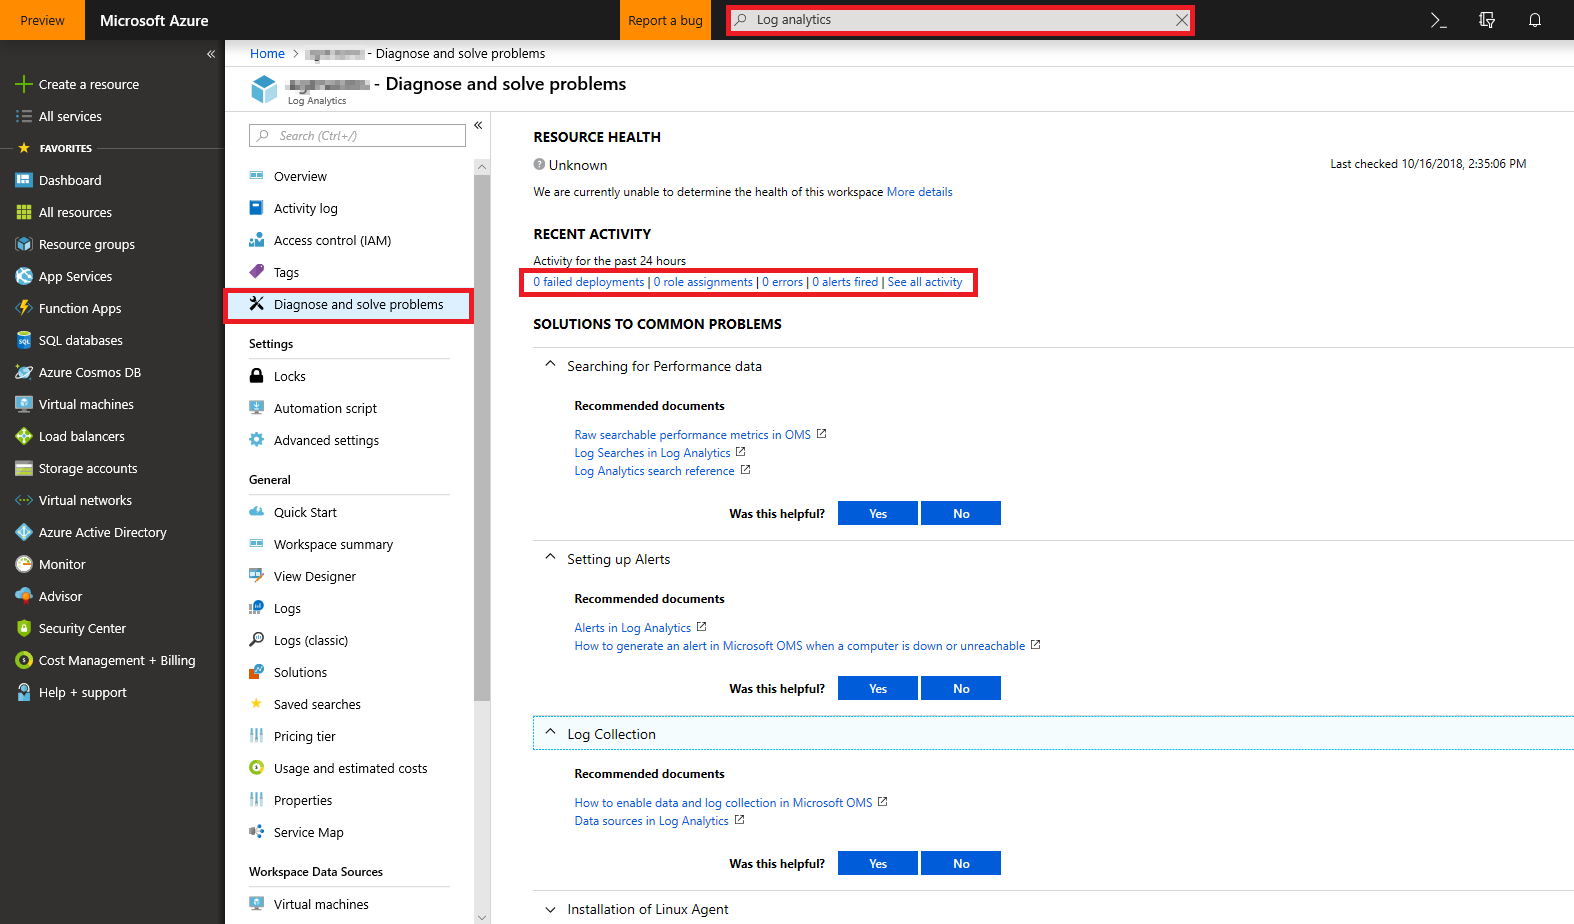 Preview
Microsoft Azure
Report a bug
Log analytics
Create a resource
All services
FAVORITES
Dashboard
All resources
Resource groups
App Services
Function Apps
SQL databases
Azure Cosmos DB
Virtual machines
Load balancers
Storage accounts
Virtual networks
Azure Active Directory
Monitor
Advisor
Security Center
Cost Management + Billing
Help + support
Home > - Diagnose and solve problems
- Diagnose and solve problems
Log Analytics
Search (Ctrl+/)
Overview
Activity log
Access control (IAM)
Tags
Diagnose and solve problems
Settings
Locks
Automation script
Advanced settings
General
Quick Start
Workspace summary
View Designer
Logs
Logs (classic)
Solutions
Saved searches
Pricing tier
Usage and estimated costs
Properties
Service Map
Workspace Data Sources
Virtual machines
RESOURCE HEALTH
Unknown
Last checked 10/16/2018, 2:35:06 PM
We are currently unable to determine the health of this workspace More details
RECENT ACTIVITY
Activity for the past 24 hours
0 failed deployments | 0 role assignments | 0 errors | 0 alerts fired | See all activity
SOLUTIONS TO COMMON PROBLEMS
Searching for Performance data
Recommended documents
Raw searchable performance metrics in OMS
Log Searches in Log Analytics
Log Analytics search reference
Was this helpful? Yes No
Setting up Alerts
Recommended documents
Alerts in Log Analytics
How to generate an alert in Microsoft OMS when a computer is down or unreachable
Was this helpful? Yes No
Log Collection
Recommended documents
How to enable data and log collection in Microsoft OMS
Data sources in Log Analytics
Was this helpful? Yes No
Installation of Linux Agent